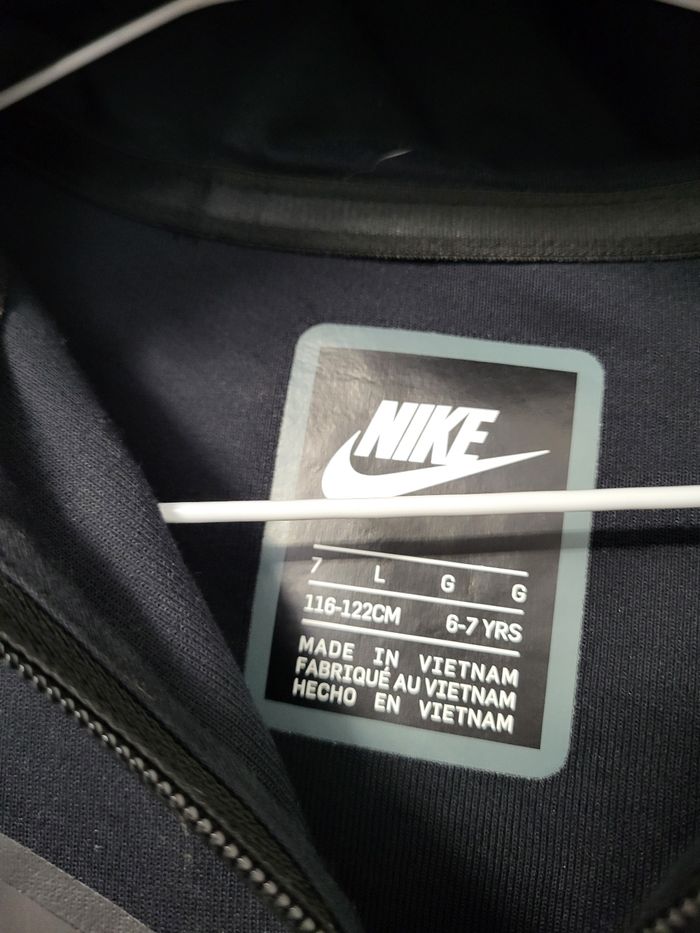 NIKE
7 L G G
116-122CM 6-7 YRS
MADE IN VIETNAM
FABRIQUÉ AU VIETNAM
HECHO EN VIETNAM